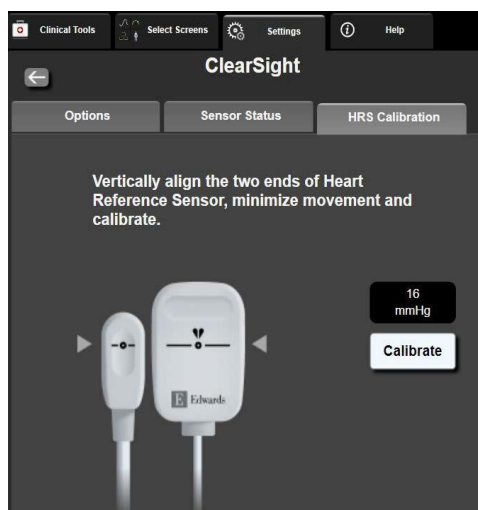 Clinical Tools
Select Screens
Settings
Help
ClearSight
Options
Sensor Status
HRS Calibration
Vertically align the two ends of Heart
Reference Sensor, minimize movement and
calibrate.
16
mmHg
Calibrate
E Edwards